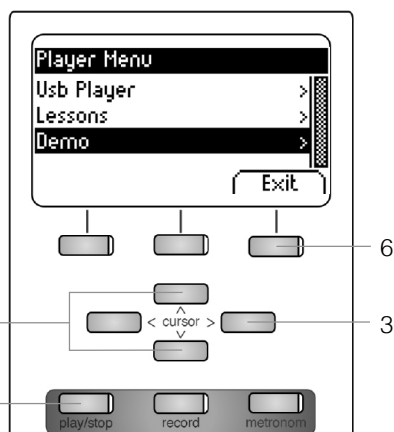 Player Menu
Usb Player >
Lessons >
Demo >
Exit
6
< cursor >
3
play/stop record metronom